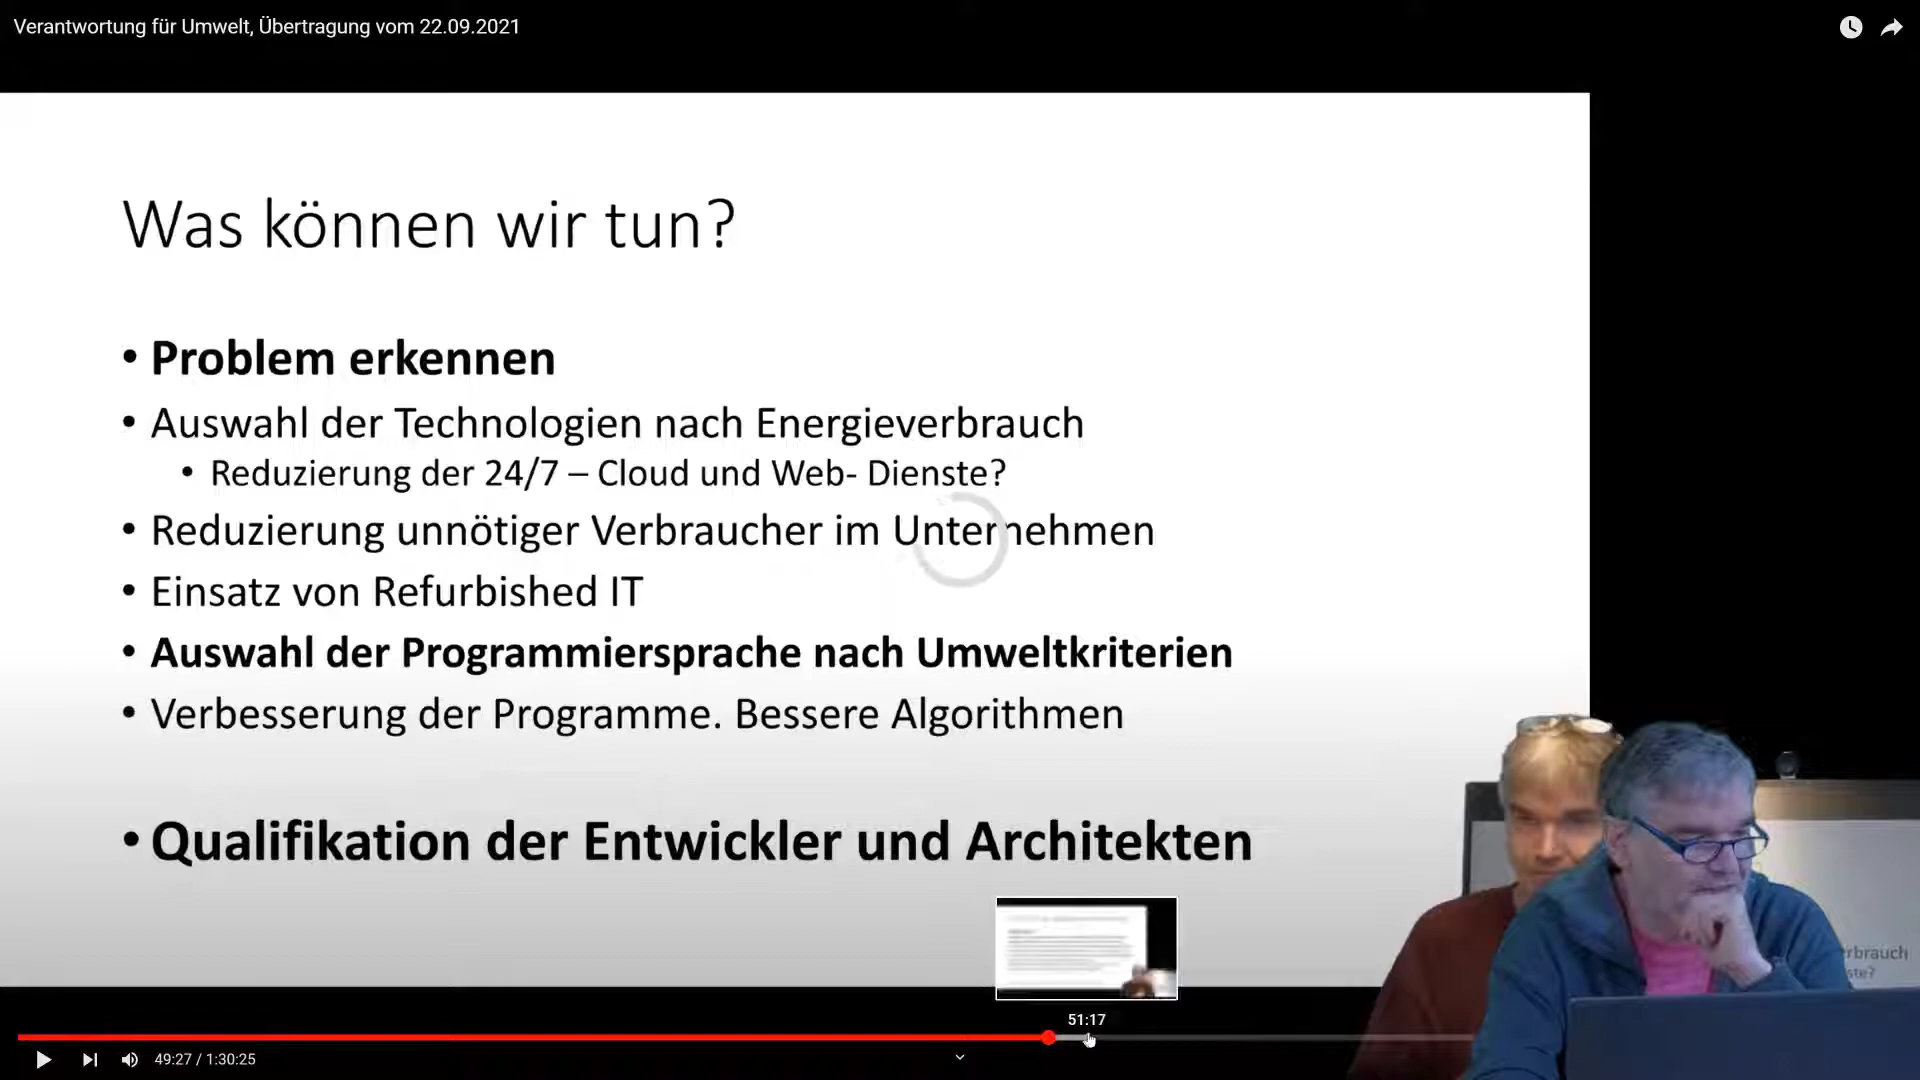 Verantwortung für Umwelt, Übertragung vom 22.09.2021
Was können wir tun?
• Problem erkennen
• Auswahl der Technologien nach Energieverbrauch
• Reduzierung der 24/7 – Cloud und Web- Dienste?
• Reduzierung unnötiger Verbraucher im Unternehmen
• Einsatz von Refurbished IT
• Auswahl der Programmiersprache nach Umweltkriterien
• Verbesserung der Programme. Bessere Algorithmen
• Qualifikation der Entwickler und Architekten
rbrauch
ste?
51:17
49:27 / 1:30:25